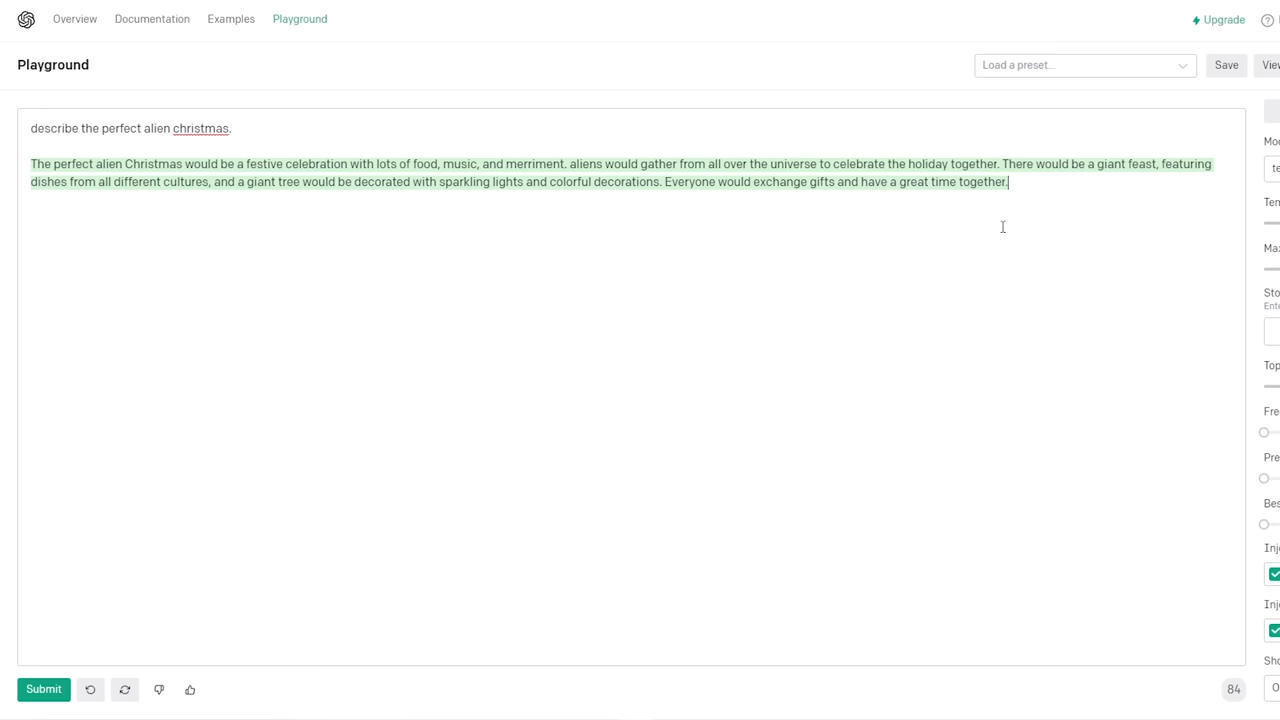 Overview Documentation Examples Playground Upgrade
Playground Load a preset... Save
describe the perfect alien christmas.
The perfect alien Christmas would be a festive celebration with lots of food, music, and merriment. aliens would gather from all over the universe to celebrate the holiday together. There would be a giant feast, featuring
dishes from all different cultures, and a giant tree would be decorated with sparkling lights and colorful decorations. Everyone would exchange gifts and have a great time together.
Submit 84